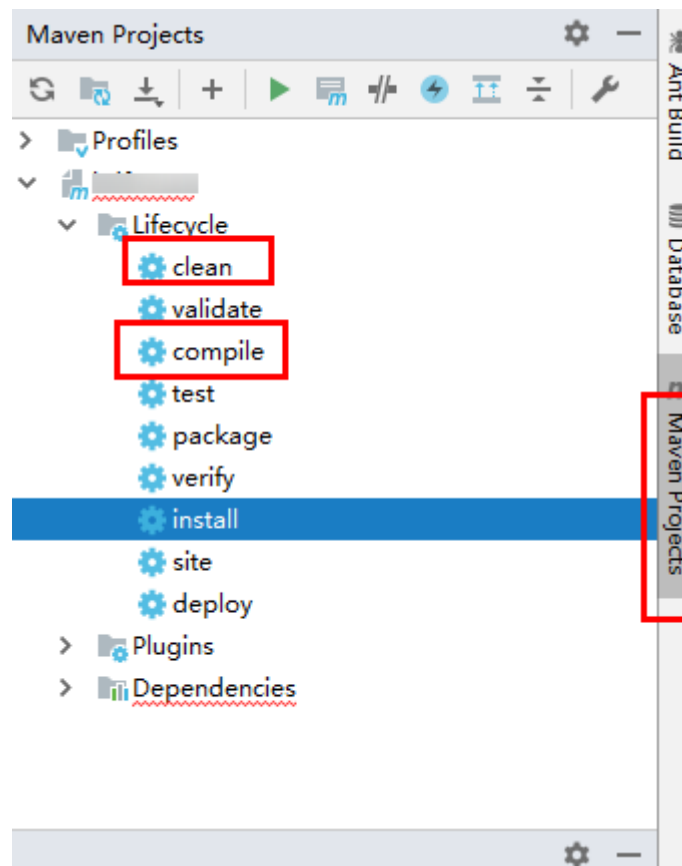 Maven Projects
Profiles
Lifecycle
clean
validate
compile
test
package
verify
install
site
deploy
Plugins
Dependencies
Ant Build
Database
Maven Projects